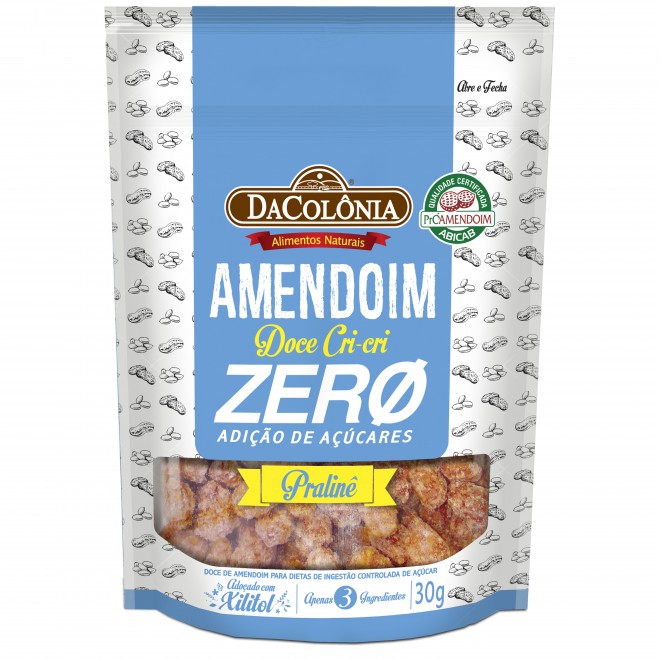 Abre e Fecha
DACOLÔNIA
®
Alimentos Naturais
QUALIDADE CERTIFICADA
PRÓAMENDOIM
ABICAB
AMENDOIM
Doce Cri-cri
ZERØ
ADIÇÃO DE AÇÚCARES
Pralinê
DOCE DE AMENDOIM PARA DIETAS DE INGESTÃO CONTROLADA DE AÇÚCAR
Adoçado com
Xilitol
Apenas 3 Ingredientes
30g